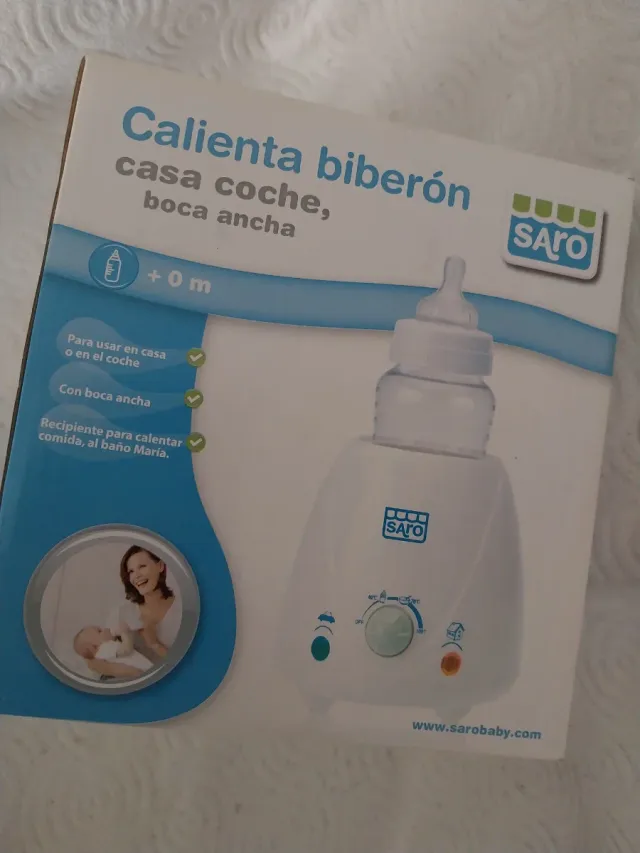 Calienta biberón
casa coche,
boca ancha
SARO
+ 0 m
Para usar en casa
o en el coche
Con boca ancha
Recipiente para calentar
comida, al baño María.
SARO
OFF
www.sarobaby.com